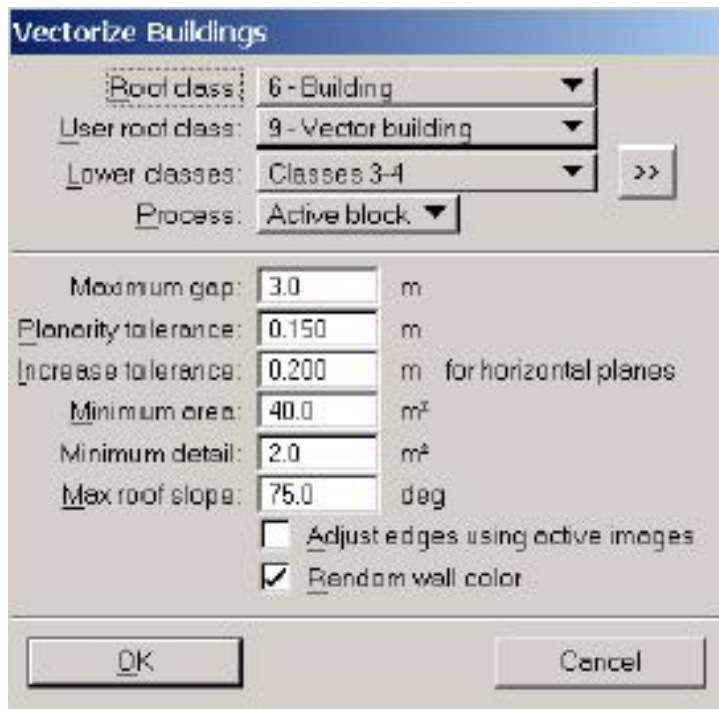 Vectorize Buildings
Roof class: 6 - Building
User roof class: 9 - Vector building
Lower classes: Classes 3-4 >>
Process: Active block
Maximum gap: 3.0 m
Planarity tolerance: 0.150 m
Increase tolerance: 0.200 m for horizontal planes
Minimum area: 40.0 m²
Minimum detail: 2.0 m²
Max roof slope: 75.0 deg
Adjust edges using active images
Random wall color
OK Cancel